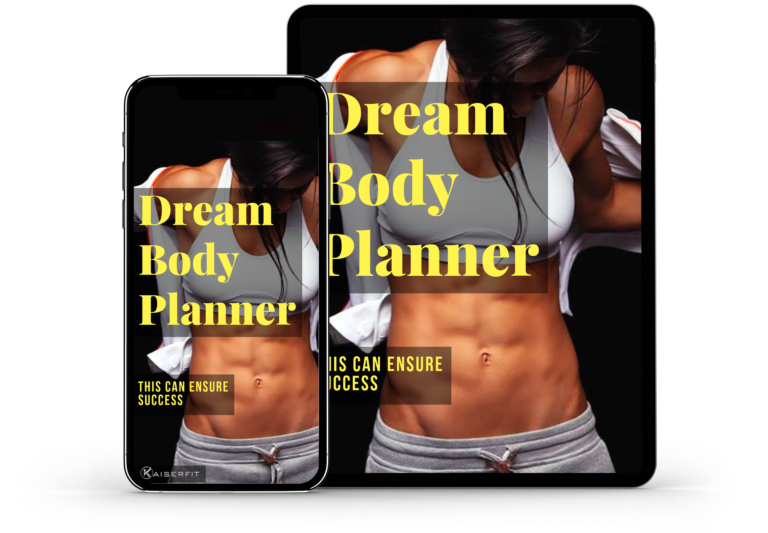 Dream
Body
Planner
THIS CAN ENSURE
SUCCESS
KAISERFIT
Dream
Body
Planner
HIS CAN ENSURE
UCCESS